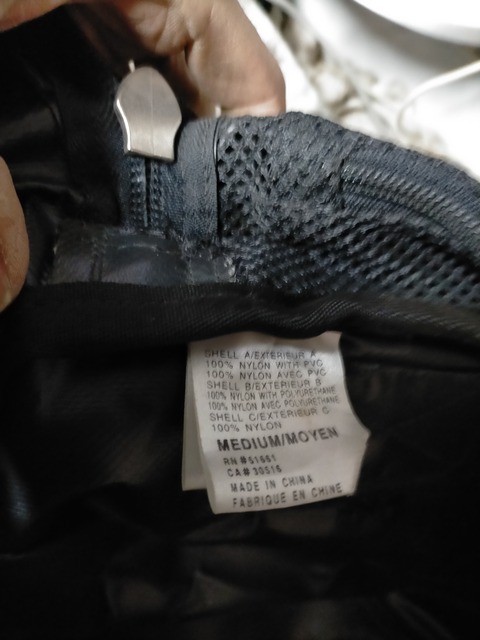 SHELL A/EXTERIEUR A
100% NYLON WITH PVC
100% NYLON AVEC PVC
SHELL B/EXTERIEUR B
100% NYLON WITH POLYURETHANE
100% NYLON AVEC POLYURETHANE
SHELL C/EXTERIEUR C
100% NYLON
MEDIUM/MOYEN
RN#61661
CA#30516
MADE IN CHINA
FABRIQUE EN CHINE